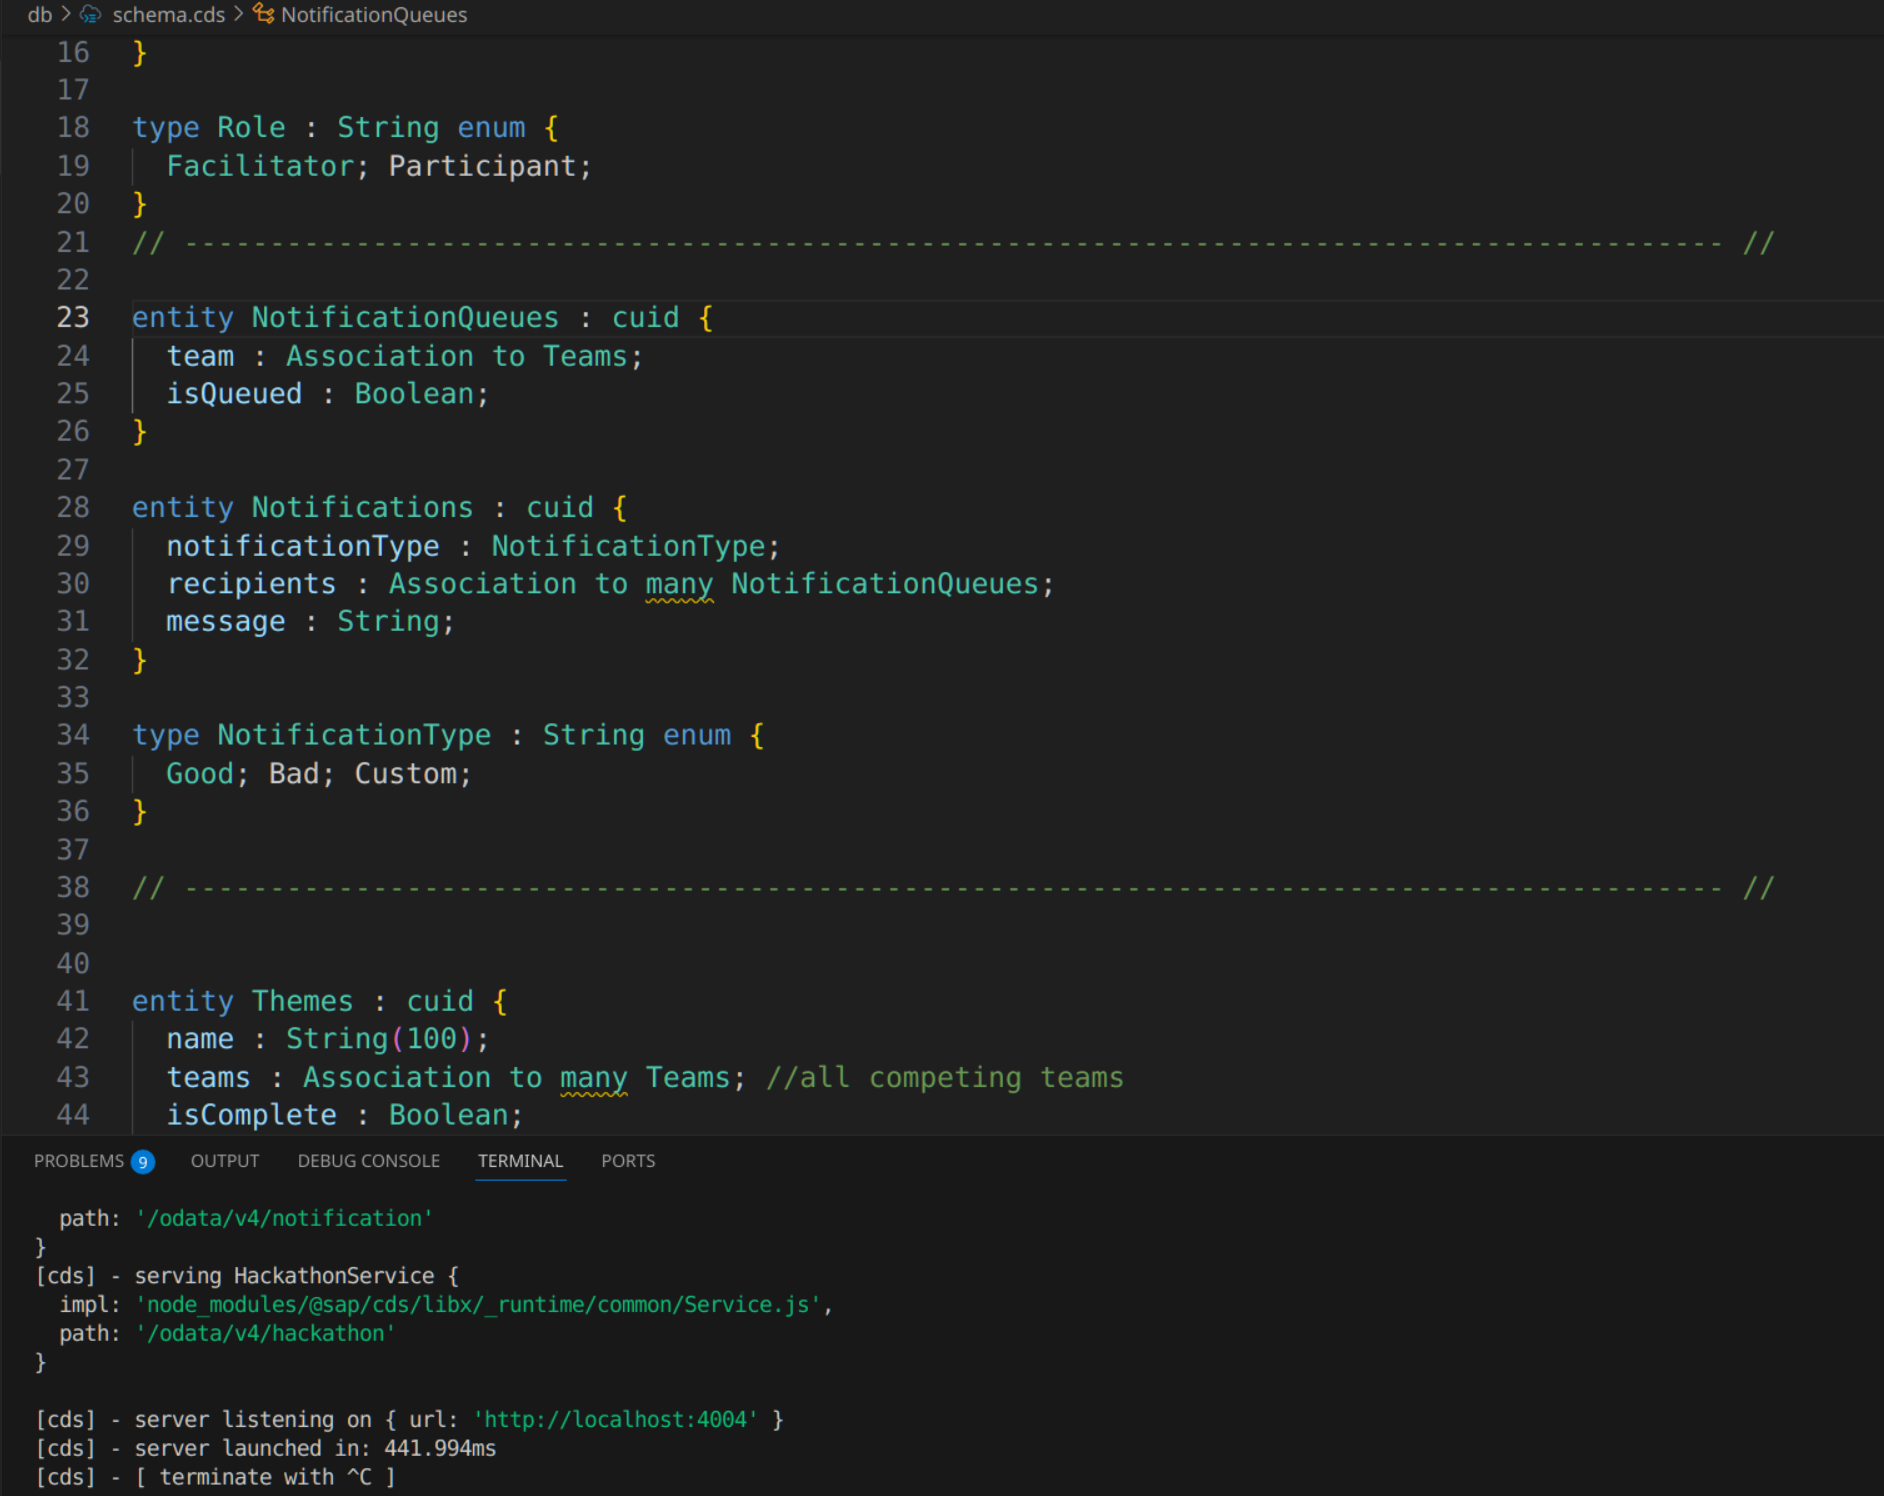 db > schema.cds > NotificationQueues
16 }
17
18 type Role : String enum {
19 Facilitator; Participant;
20 }
21 // ------------------------------------------------------------------------------------------ //
22
23 entity NotificationQueues : cuid {
24 team : Association to Teams;
25 isQueued : Boolean;
26 }
27
28 entity Notifications : cuid {
29 notificationType : NotificationType;
30 recipients : Association to many NotificationQueues;
31 message : String;
32 }
33
34 type NotificationType : String enum {
35 Good; Bad; Custom;
36 }
37
38 // ------------------------------------------------------------------------------------------ //
39
40
41 entity Themes : cuid {
42 name : String(100);
43 teams : Association to many Teams; //all competing teams
44 isComplete : Boolean;
PROBLEMS 9 OUTPUT DEBUG CONSOLE TERMINAL PORTS
path: '/odata/v4/notification'
}
[cds] - serving HackathonService {
impl: 'node_modules/@sap/cds/libx/_runtime/common/Service.js',
path: '/odata/v4/hackathon'
}
[cds] - server listening on { url: 'http://localhost:4004' }
[cds] - server launched in: 441.994ms
[cds] - [ terminate with ^C ]